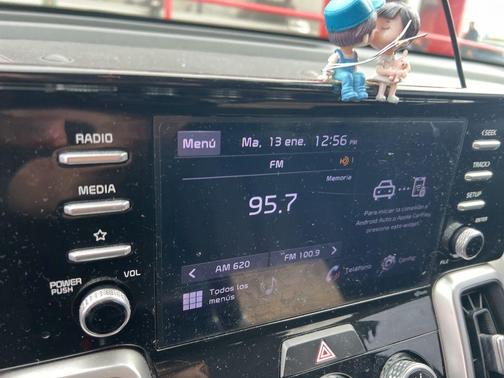 RADIO
MEDIA
POWER
PUSH
VOL
Menú
Ma, 13 ene. 12:56 PM
FM
1
Memoria
95.7
Para iniciar la conexión a
Android Auto o Apple CarPlay,
presione este widget.
< AM 620
FM 100.9 >
Todos los
menús
Teléfono
Config.
SEEK
TRACK
SETUP
ENTER
FILE